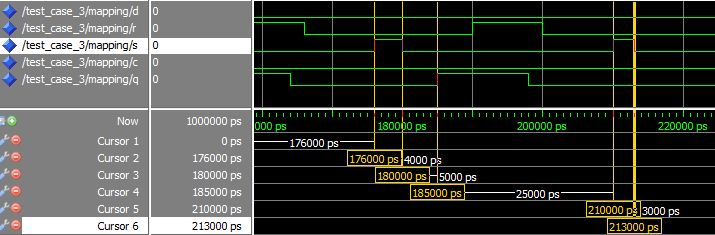 /test_case_3/mapping/d 0
/test_case_3/mapping/r 0
/test_case_3/mapping/s 0
/test_case_3/mapping/c 0
/test_case_3/mapping/q 0
Now 1000000 ps 0000 ps 180000 ps 200000 ps 220000 ps
Cursor 1 0 ps 176000 ps
Cursor 2 176000 ps 176000 ps 4000 ps
Cursor 3 180000 ps 180000 ps 5000 ps
Cursor 4 185000 ps 185000 ps 25000 ps
Cursor 5 210000 ps 210000 ps 3000 ps
Cursor 6 213000 ps 213000 ps